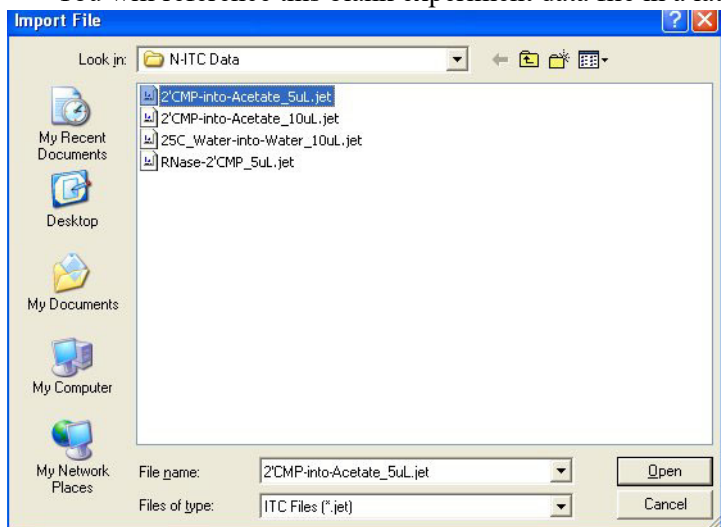 Import File
Look in: N-ITC Data
2'CMP-into-Acetate_5uL.jet
2'CMP-into-Acetate_10uL.jet
25C_Water-into-Water_10uL.jet
RNase-2'CMP_5uL.jet
My Recent
Documents
Desktop
My Documents
My Computer
My Network
Places
File name: 2'CMP-into-Acetate_5uL.jet Open
Files of type: ITC Files (*.jet) Cancel